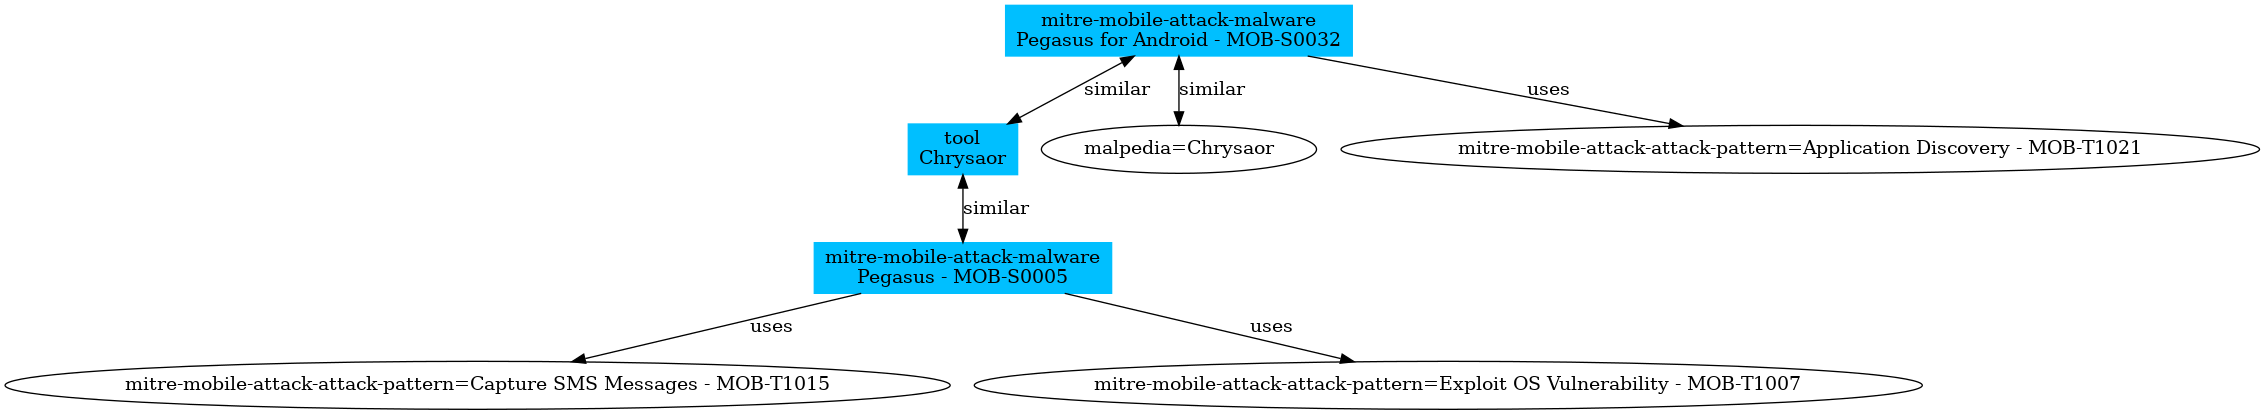 mitre-mobile-attack-malware
Pegasus for Android - MOB-S0032
similar
similar
uses
tool
Chrysaor
malpedia=Chrysaor
mitre-mobile-attack-attack-pattern=Application Discovery - MOB-T1021
similar
mitre-mobile-attack-malware
Pegasus - MOB-S0005
uses
uses
mitre-mobile-attack-attack-pattern=Capture SMS Messages - MOB-T1015
mitre-mobile-attack-attack-pattern=Exploit OS Vulnerability - MOB-T1007